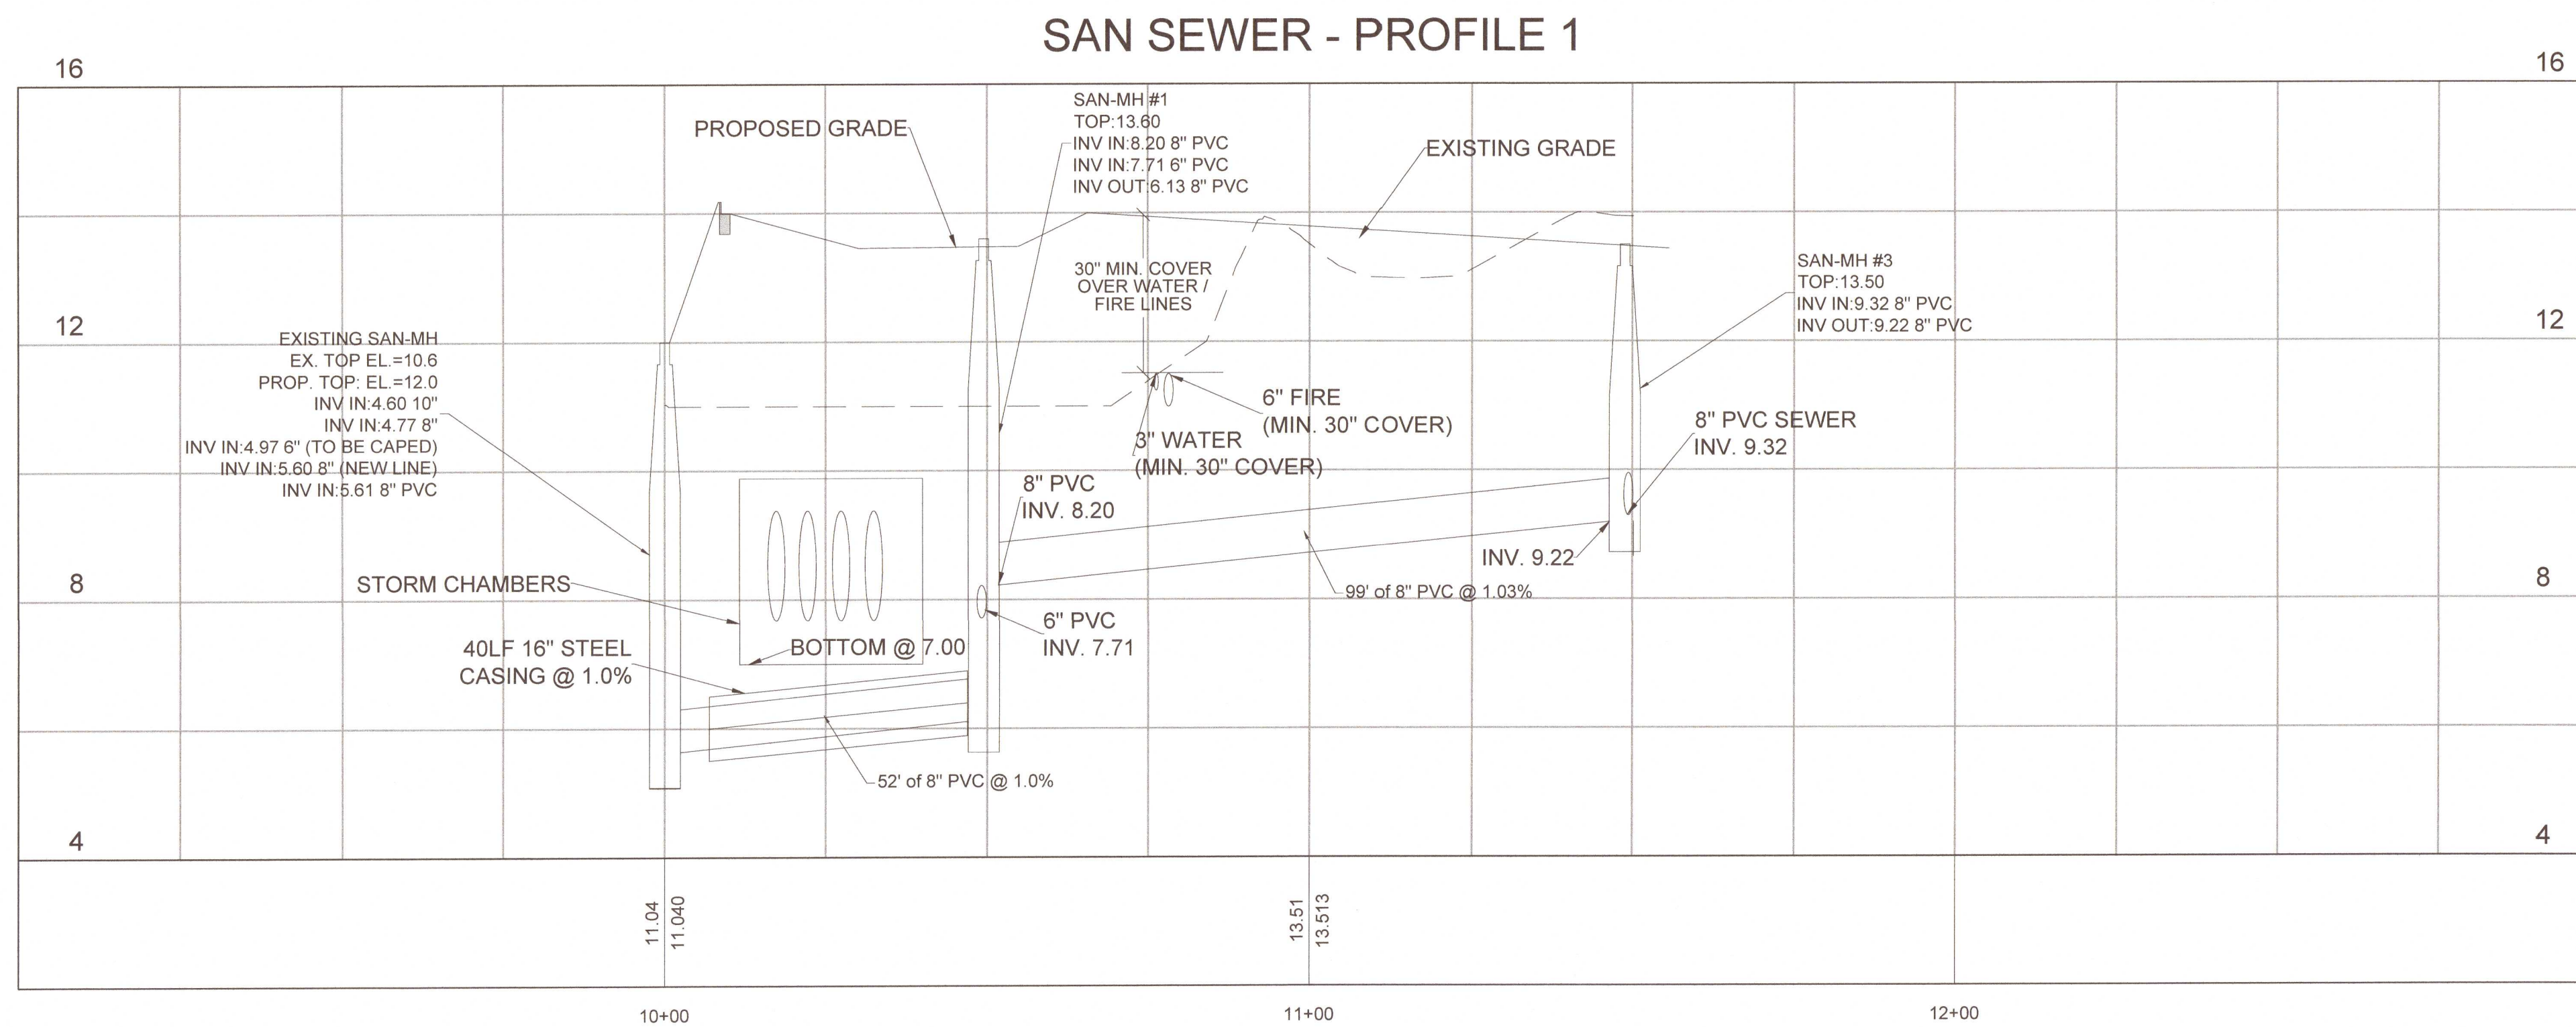 SAN SEWER - PROFILE 1
16
16
SAN-MH #1
TOP:13.60
INV IN:8.20 8" PVC
INV IN:7.71 6" PVC
INV OUT:6.13 8" PVC
PROPOSED GRADE
EXISTING GRADE
30" MIN. COVER
OVER WATER /
FIRE LINES
SAN-MH #3
TOP:13.50
INV IN:9.32 8" PVC
INV OUT:9.22 8" PVC
12
12
EXISTING SAN-MH
EX. TOP EL.=10.6
PROP. TOP: EL.=12.0
INV IN:4.60 10"
INV IN:4.77 8"
INV IN:4.97 6" (TO BE CAPED)
INV IN:5.60 8" (NEW LINE)
INV IN:5.61 8" PVC
6" FIRE
(MIN. 30" COVER)
3" WATER
(MIN. 30" COVER)
8" PVC SEWER
INV. 9.32
8" PVC
INV. 8.20
INV. 9.22
8
8
STORM CHAMBERS
99' of 8" PVC @ 1.03%
6" PVC
INV. 7.71
BOTTOM @ 7.00
40LF 16" STEEL
CASING @ 1.0%
52' of 8" PVC @ 1.0%
4
4
11.04
11.040
13.51
13.513
10+00
11+00
12+00